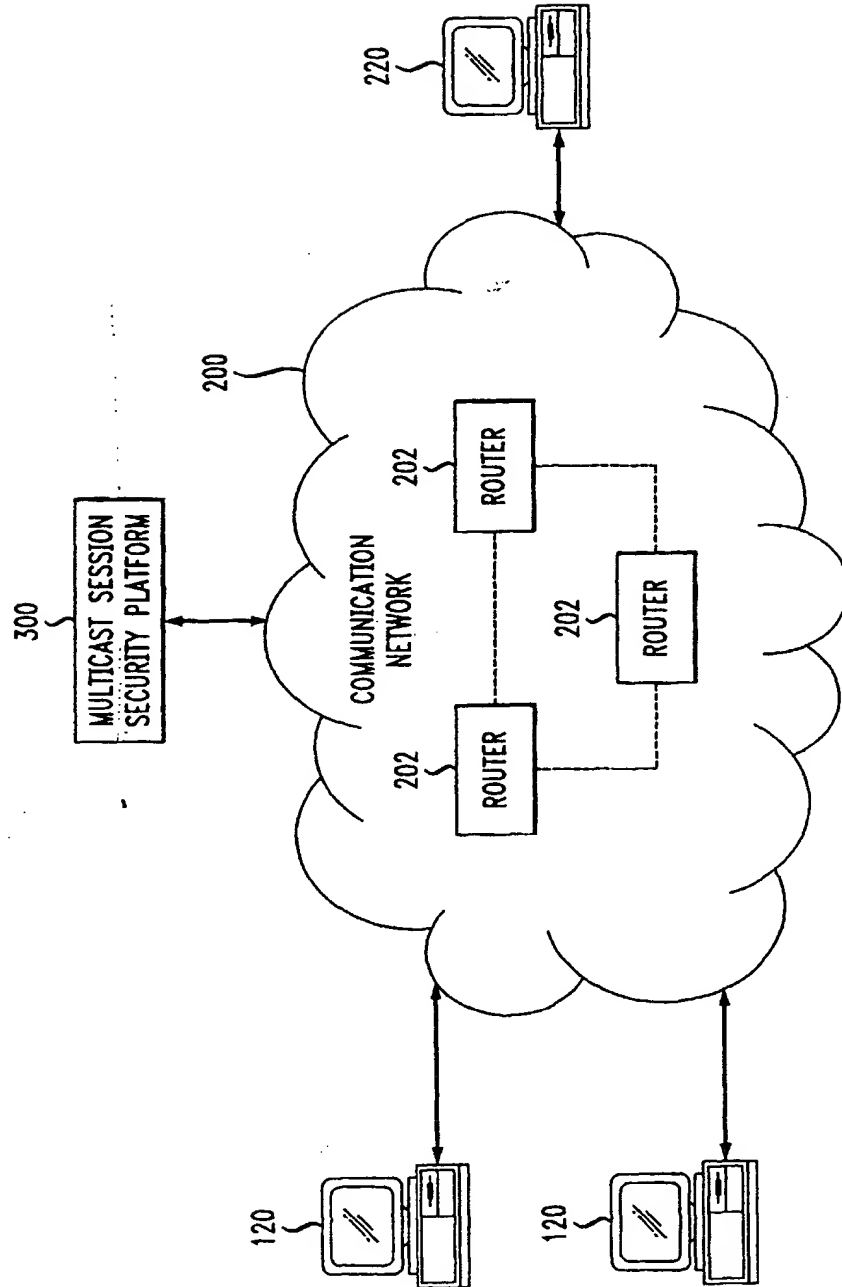 300
MULTICAST SESSION
SECURITY PLATFORM
200
COMMUNICATION
NETWORK
202
ROUTER
202
ROUTER
202
ROUTER
120
120
220